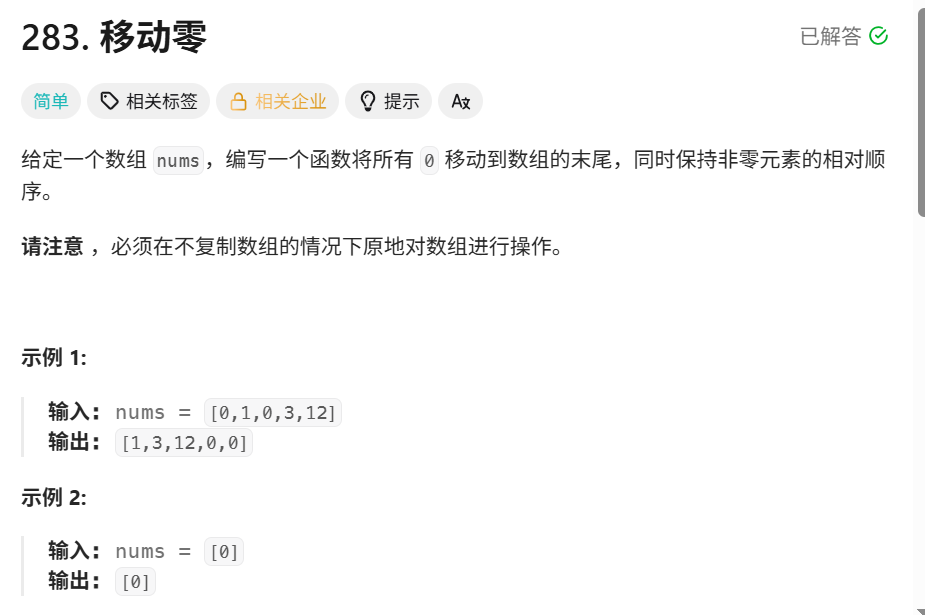 283. 移动零
已解答
简单 相关标签 相关企业 提示 Aあ
给定一个数组 nums，编写一个函数将所有 0 移动到数组的末尾，同时保持非零元素的相对顺
序。
请注意 ，必须在不复制数组的情况下原地对数组进行操作。
示例 1:
输入: nums = [0,1,0,3,12]
输出: [1,3,12,0,0]
示例 2:
输入: nums = [0]
输出: [0]